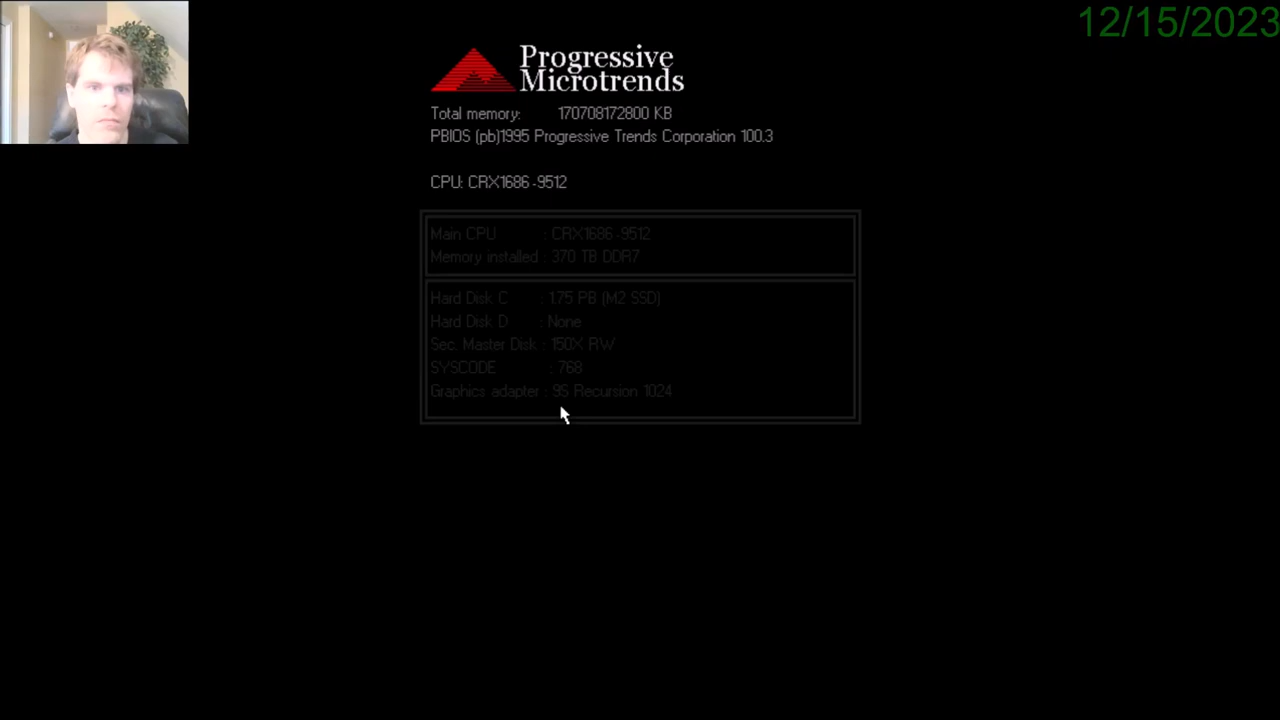 12/15/2023
Progressive
Microtrends
Total memory: 170708172800 KB
PBIOS (pb)1995 Progressive Trends Corporation 100.3
CPU: CRX1686-9512
Main CPU : CRX1686-9512
Memory installed : 370 TB DDR7
Hard Disk C : 1.75 PB (M2 SSD)
Hard Disk D : None
Sec. Master Disk : 150X RW
SYSCODE : 768
Graphics adapter : 9S Recursion 1024